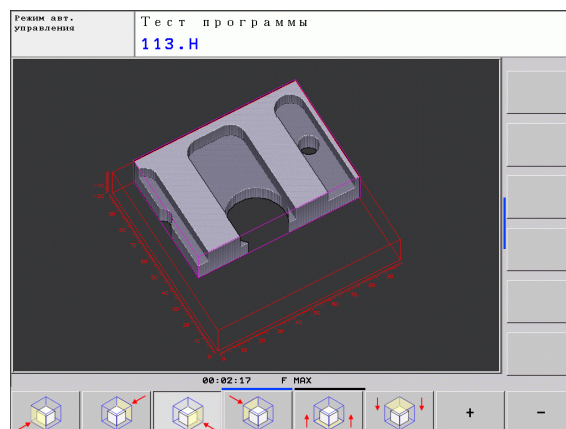 Режим авт.
управления
Тест программы
113.H
00:02:17 F MAX
+
-